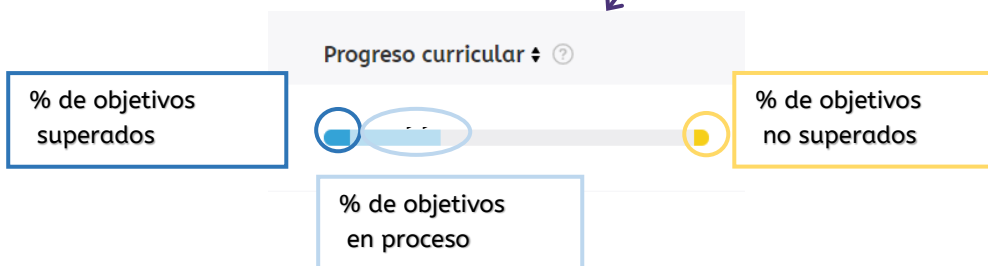 Progreso curricular
% de objetivos
superados
% de objetivos
no superados
% de objetivos
en proceso